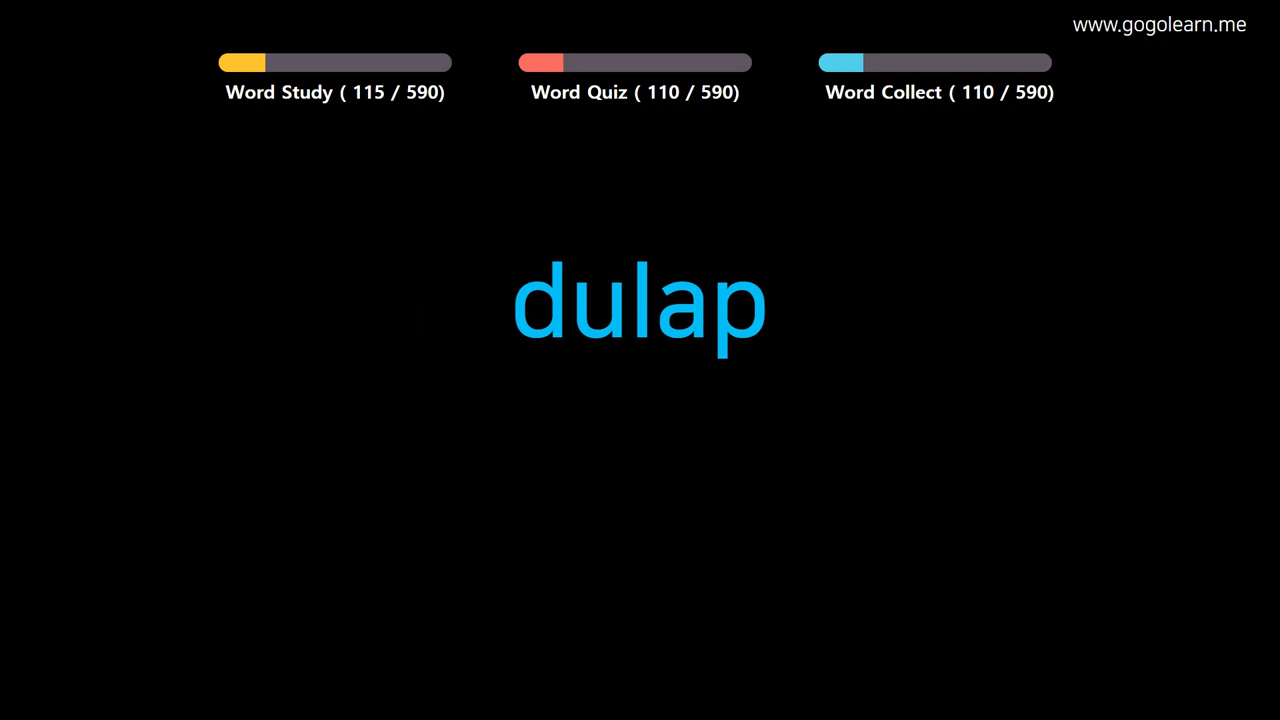 www.gogolearn.me
Word Study ( 115 / 590)
Word Quiz ( 110 / 590)
Word Collect ( 110 / 590)
dulap